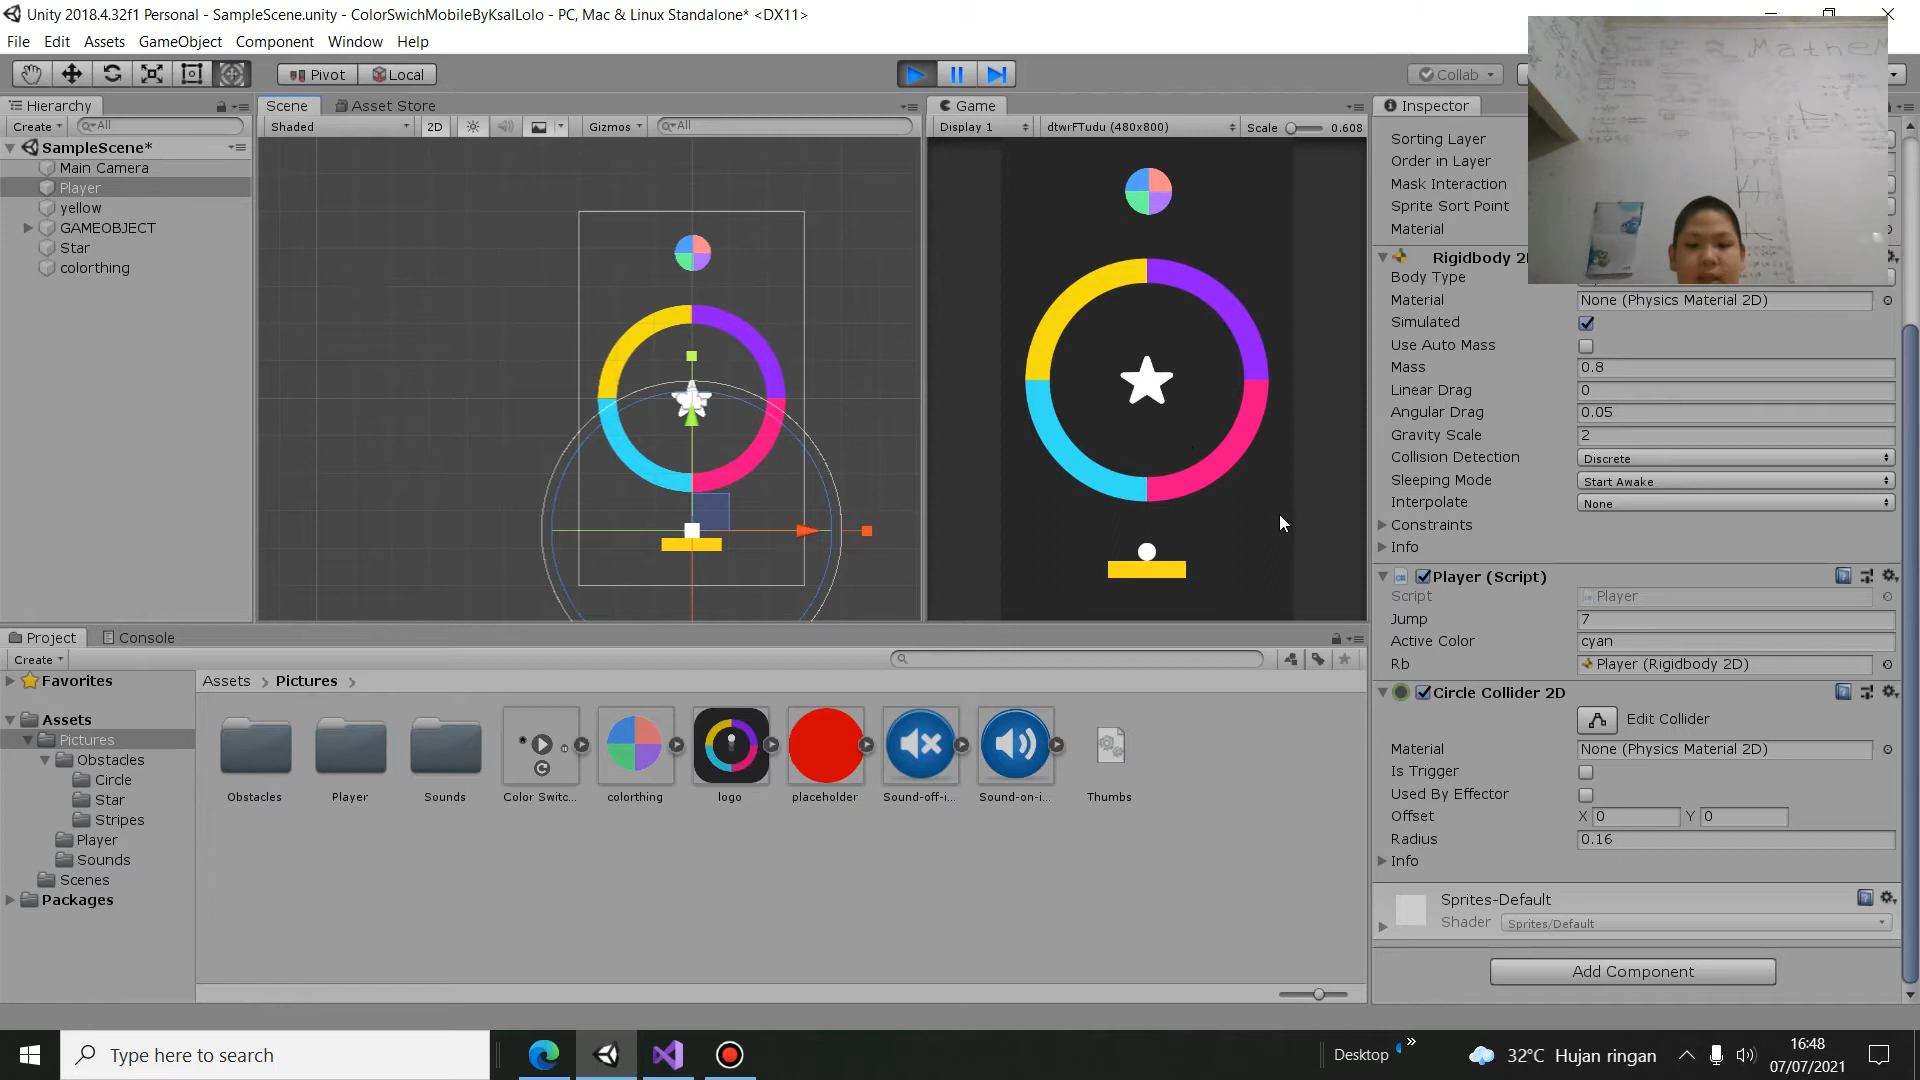 Unity 2018.4.32f1 Personal - SampleScene.unity - ColorSwichMobileByKsalLolo - PC, Mac & Linux Standalone* <DX11>
File Edit Assets GameObject Component Window Help
Pivot Local Collab
Hierarchy
Create All
SampleScene*
Main Camera
Player
yellow
GAMEOBJECT
Star
colorthing
Scene Asset Store
Shaded 2D Gizmos All
Game
Display 1 dtwrFTudu (480x800) Scale 0.608
Inspector
Sorting Layer
Order in Layer
Mask Interaction
Sprite Sort Point
Material
Rigidbody 2
Body Type
Material None (Physics Material 2D)
Simulated
Use Auto Mass
Mass 0.8
Linear Drag 0
Angular Drag 0.05
Gravity Scale 2
Collision Detection Discrete
Sleeping Mode Start Awake
Interpolate None
Constraints
Info
Player (Script)
Script Player
Jump 7
Active Color cyan
Rb Player (Rigidbody 2D)
Circle Collider 2D
Edit Collider
Material None (Physics Material 2D)
Is Trigger
Used By Effector
Offset X 0 Y 0
Radius 0.16
Info
Sprites-Default
Shader Sprites/Default
Add Component
Project Console
Create
Favorites
Assets
Pictures
Obstacles
Circle
Star
Stripes
Player
Sounds
Scenes
Packages
Assets > Pictures >
Obstacles Player Sounds Color Switc... colorthing logo placeholder Sound-off-i... Sound-on-i... Thumbs
Type here to search
Desktop » 32°C Hujan ringan 16:48
07/07/2021